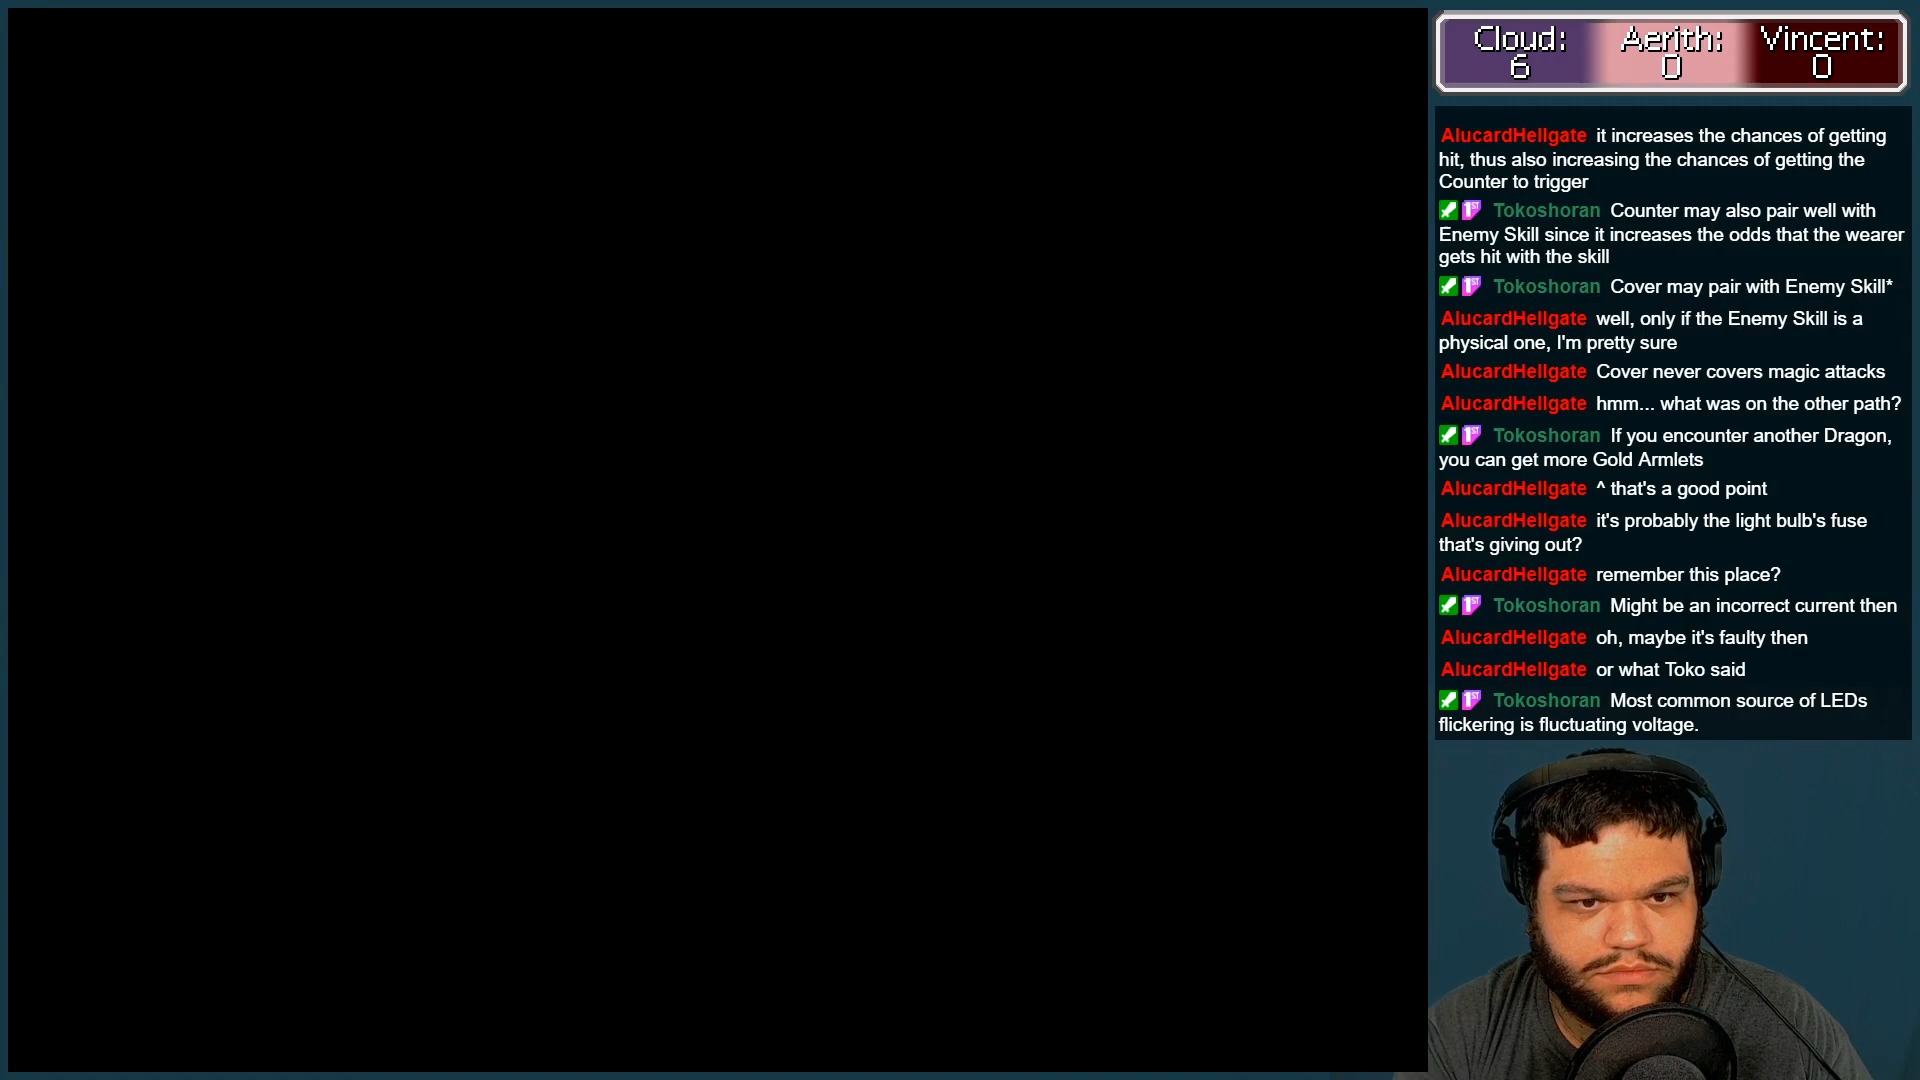 Cloud: Aerith: Vincent:
6 0 0
AlucardHellgate it increases the chances of getting
hit, thus also increasing the chances of getting the
Counter to trigger
1ST Tokoshoran Counter may also pair well with
Enemy Skill since it increases the odds that the wearer
gets hit with the skill
1ST Tokoshoran Cover may pair with Enemy Skill*
AlucardHellgate well, only if the Enemy Skill is a
physical one, I'm pretty sure
AlucardHellgate Cover never covers magic attacks
AlucardHellgate hmm... what was on the other path?
1ST Tokoshoran If you encounter another Dragon,
you can get more Gold Armlets
AlucardHellgate ^ that's a good point
AlucardHellgate it's probably the light bulb's fuse
that's giving out?
AlucardHellgate remember this place?
1ST Tokoshoran Might be an incorrect current then
AlucardHellgate oh, maybe it's faulty then
AlucardHellgate or what Toko said
1ST Tokoshoran Most common source of LEDs
flickering is fluctuating voltage.